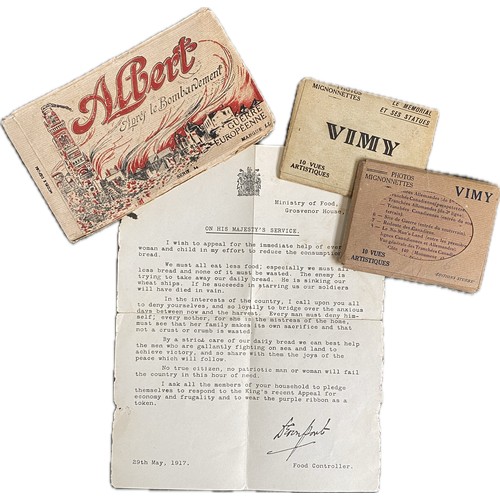 Albert
Après le Bombardement
GUERRE
EUROPÉENNE
PHOTOS
MIGNONNETTES
LE MEMORIAL
ET SES STATUES
VIMY
10 VUES
ARTISTIQUES
PHOTOS
MIGNONNETTES
VIMY
10 VUES
ARTISTIQUES
Ministry of Food,
Grosvenor House,
ON HIS MAJESTY'S SERVICE.
I wish to appeal for the immediate help of every
woman and child in my effort to reduce the consumption
bread.
We must all eat less food; especially we must all
less bread and none of it must be wasted. The enemy
trying to take away our daily bread. He is sinking our
wheat ships. If he succeeds in starving us our soldiers
will have died in vain.
In the interests of the country, I call upon you all
to deny yourselves, and so loyally to bridge over the anxious
days between now and the harvest. Every man must deny him-
self; every mother, for she is the mistress of the home,
must see that her family makes its own sacrifice and that
not a crust or crumb is wasted.
By a strict care of our daily bread we can best help
the men who are gallantly fighting on sea and land to
achieve victory, and so share with them the joys of the
peace which will follow.
No true citizen, no patriotic man or woman will fail
the country in this hour of need.
I ask all the members of your household to pledge
themselves to respond to the King's recent Appeal for
economy and frugality and to wear the purple ribbon as a
token.
29th May, 1917.
Food Controller.